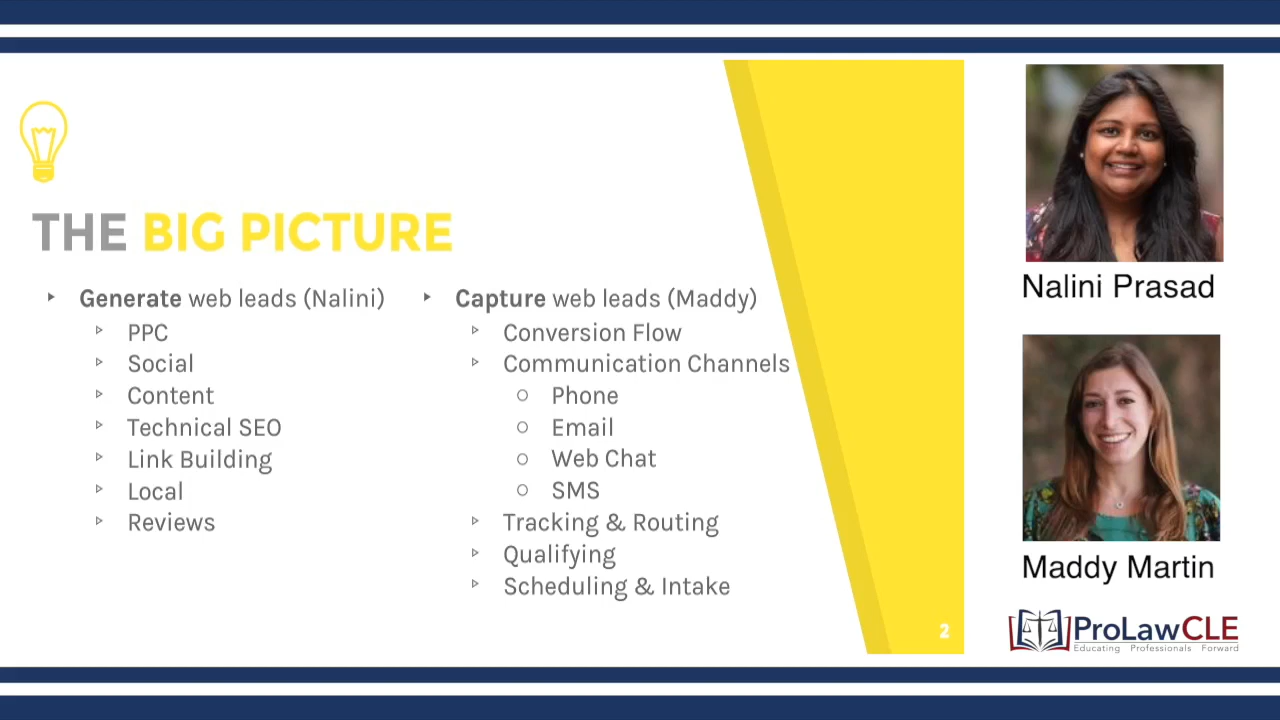 THE BIG PICTURE
Generate web leads (Nalini)
PPC
Social
Content
Technical SEO
Link Building
Local
Reviews
Capture web leads (Maddy)
Conversion Flow
Communication Channels
Phone
Email
Web Chat
SMS
Tracking & Routing
Qualifying
Scheduling & Intake
2
Nalini Prasad
Maddy Martin
ProLawCLE
Educating Professionals Forward